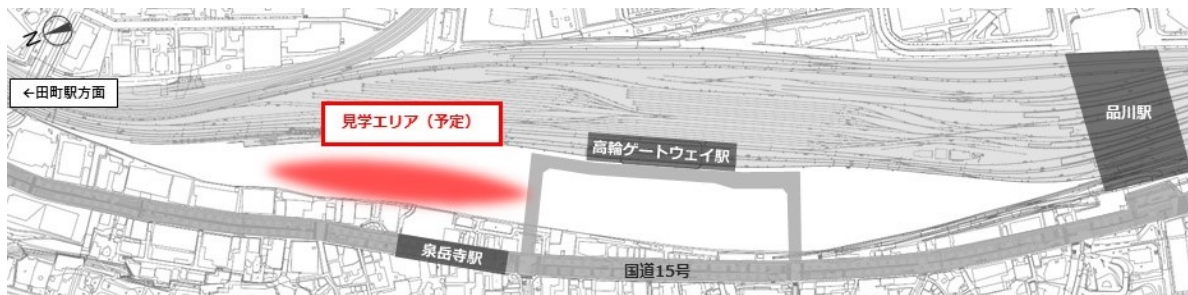 N
←田町駅方面
見学エリア（予定）
高輪ゲートウェイ駅
品川駅
泉岳寺駅
国道15号